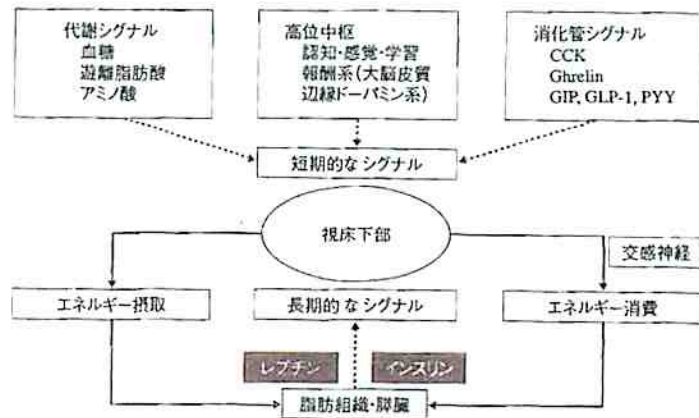 代謝シグナル
血糖
遊離脂肪酸
アミノ酸
高位中枢
認知・感覚・学習
報酬系(大脳皮質
辺縁ドーパミン系)
消化管シグナル
CCK
Ghrelin
GIP, GLP-1, PYY
短期的なシグナル
視床下部
交感神経
エネルギー摂取
長期的なシグナル
エネルギー消費
レプチン
インスリン
脂肪組織・膵臓